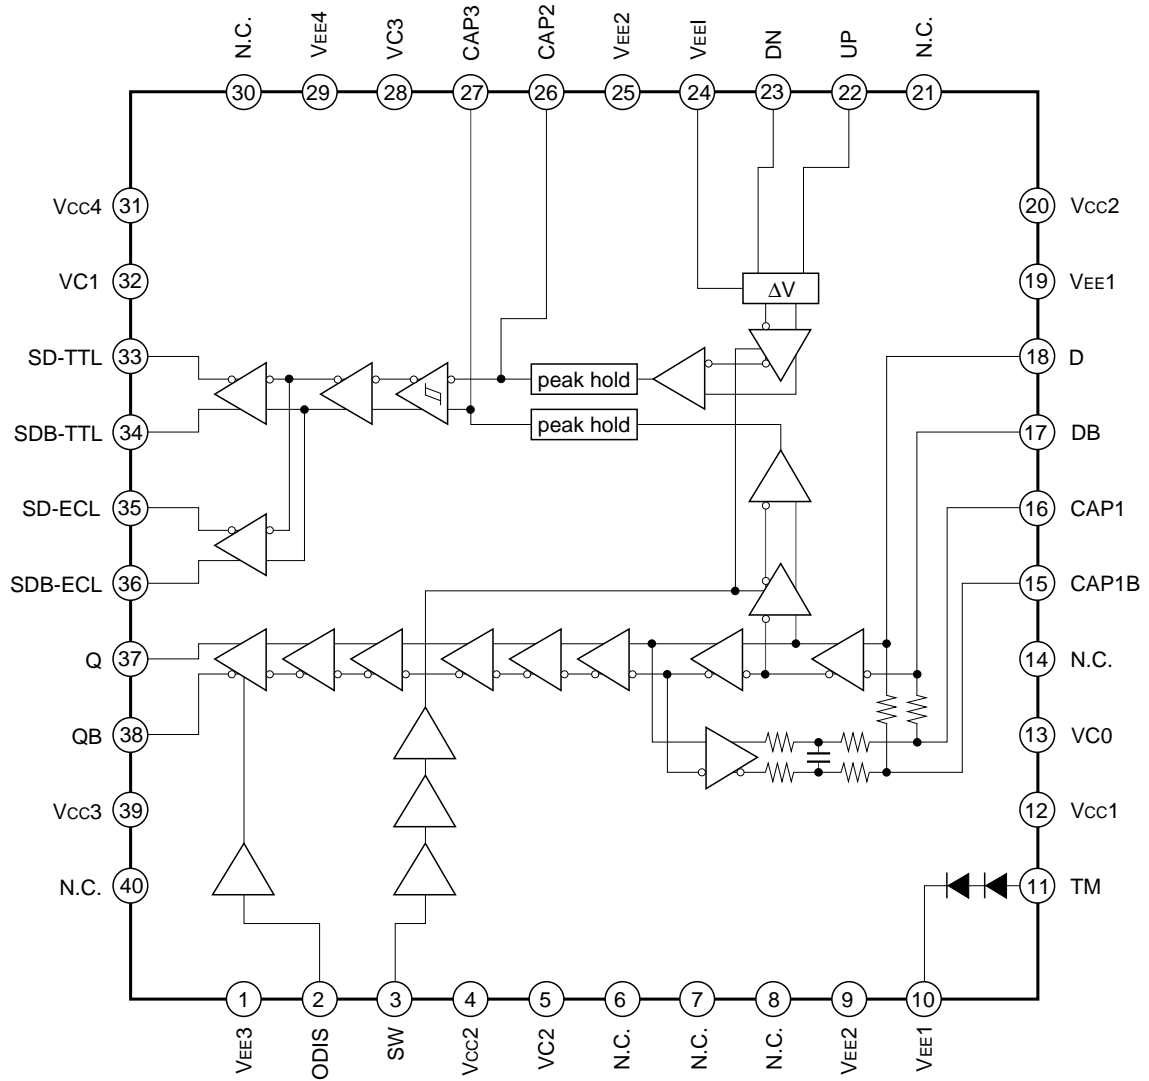 N.C.
VEE4
VC3
CAP3
CAP2
VEE2
VEEI
DN
UP
N.C.
30
29
28
27
26
25
24
23
22
21
VCC4
31
20
VCC2
VC1
32
19
VEE1
ΔV
SD-TTL
33
18
D
peak hold
SDB-TTL
34
peak hold
17
DB
SD-ECL
35
16
CAP1
SDB-ECL
36
15
CAP1B
Q
37
14
N.C.
QB
38
13
VC0
VCC3
39
12
VCC1
N.C.
40
11
TM
1
2
3
4
5
6
7
8
9
10
VEE3
ODIS
SW
VCC2
VC2
N.C.
N.C.
N.C.
VEE2
VEE1